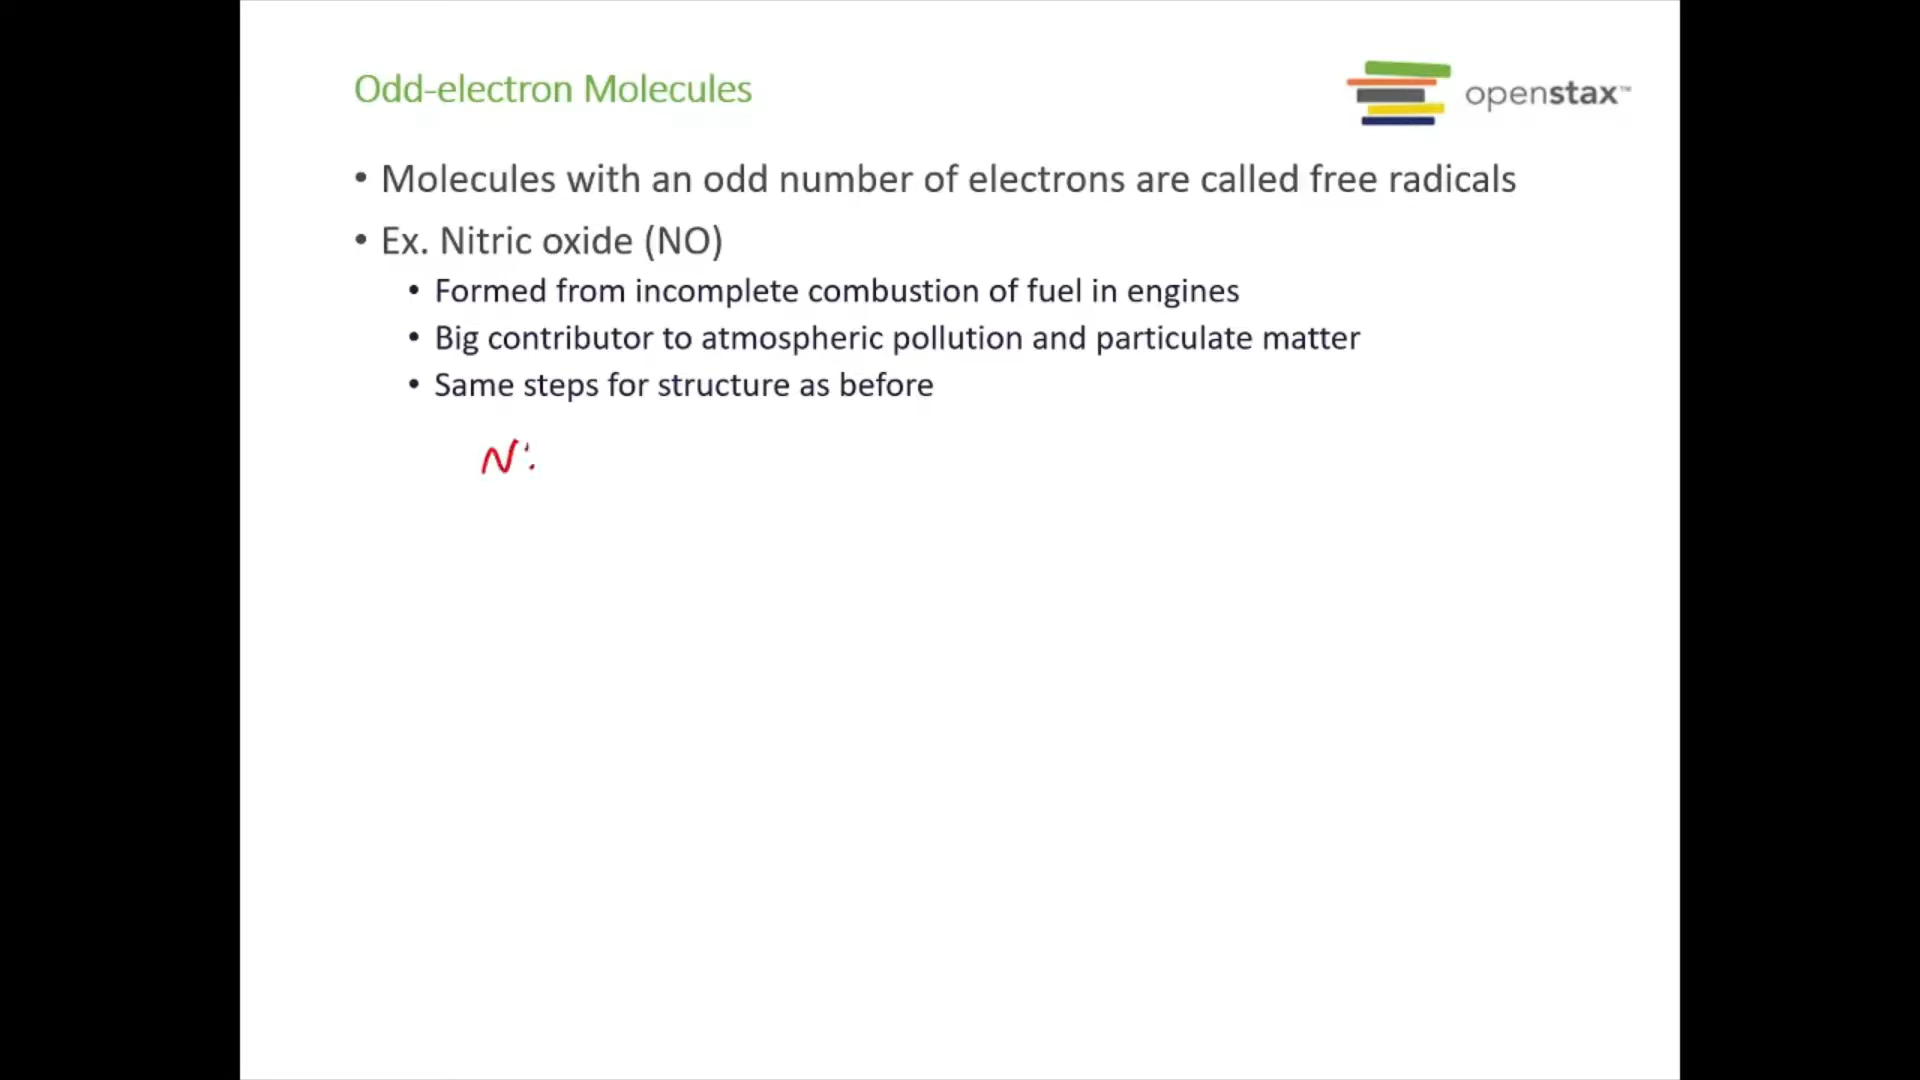 Odd-electron Molecules
openstax™
• Molecules with an odd number of electrons are called free radicals
• Ex. Nitric oxide (NO)
• Formed from incomplete combustion of fuel in engines
• Big contributor to atmospheric pollution and particulate matter
• Same steps for structure as before
N: